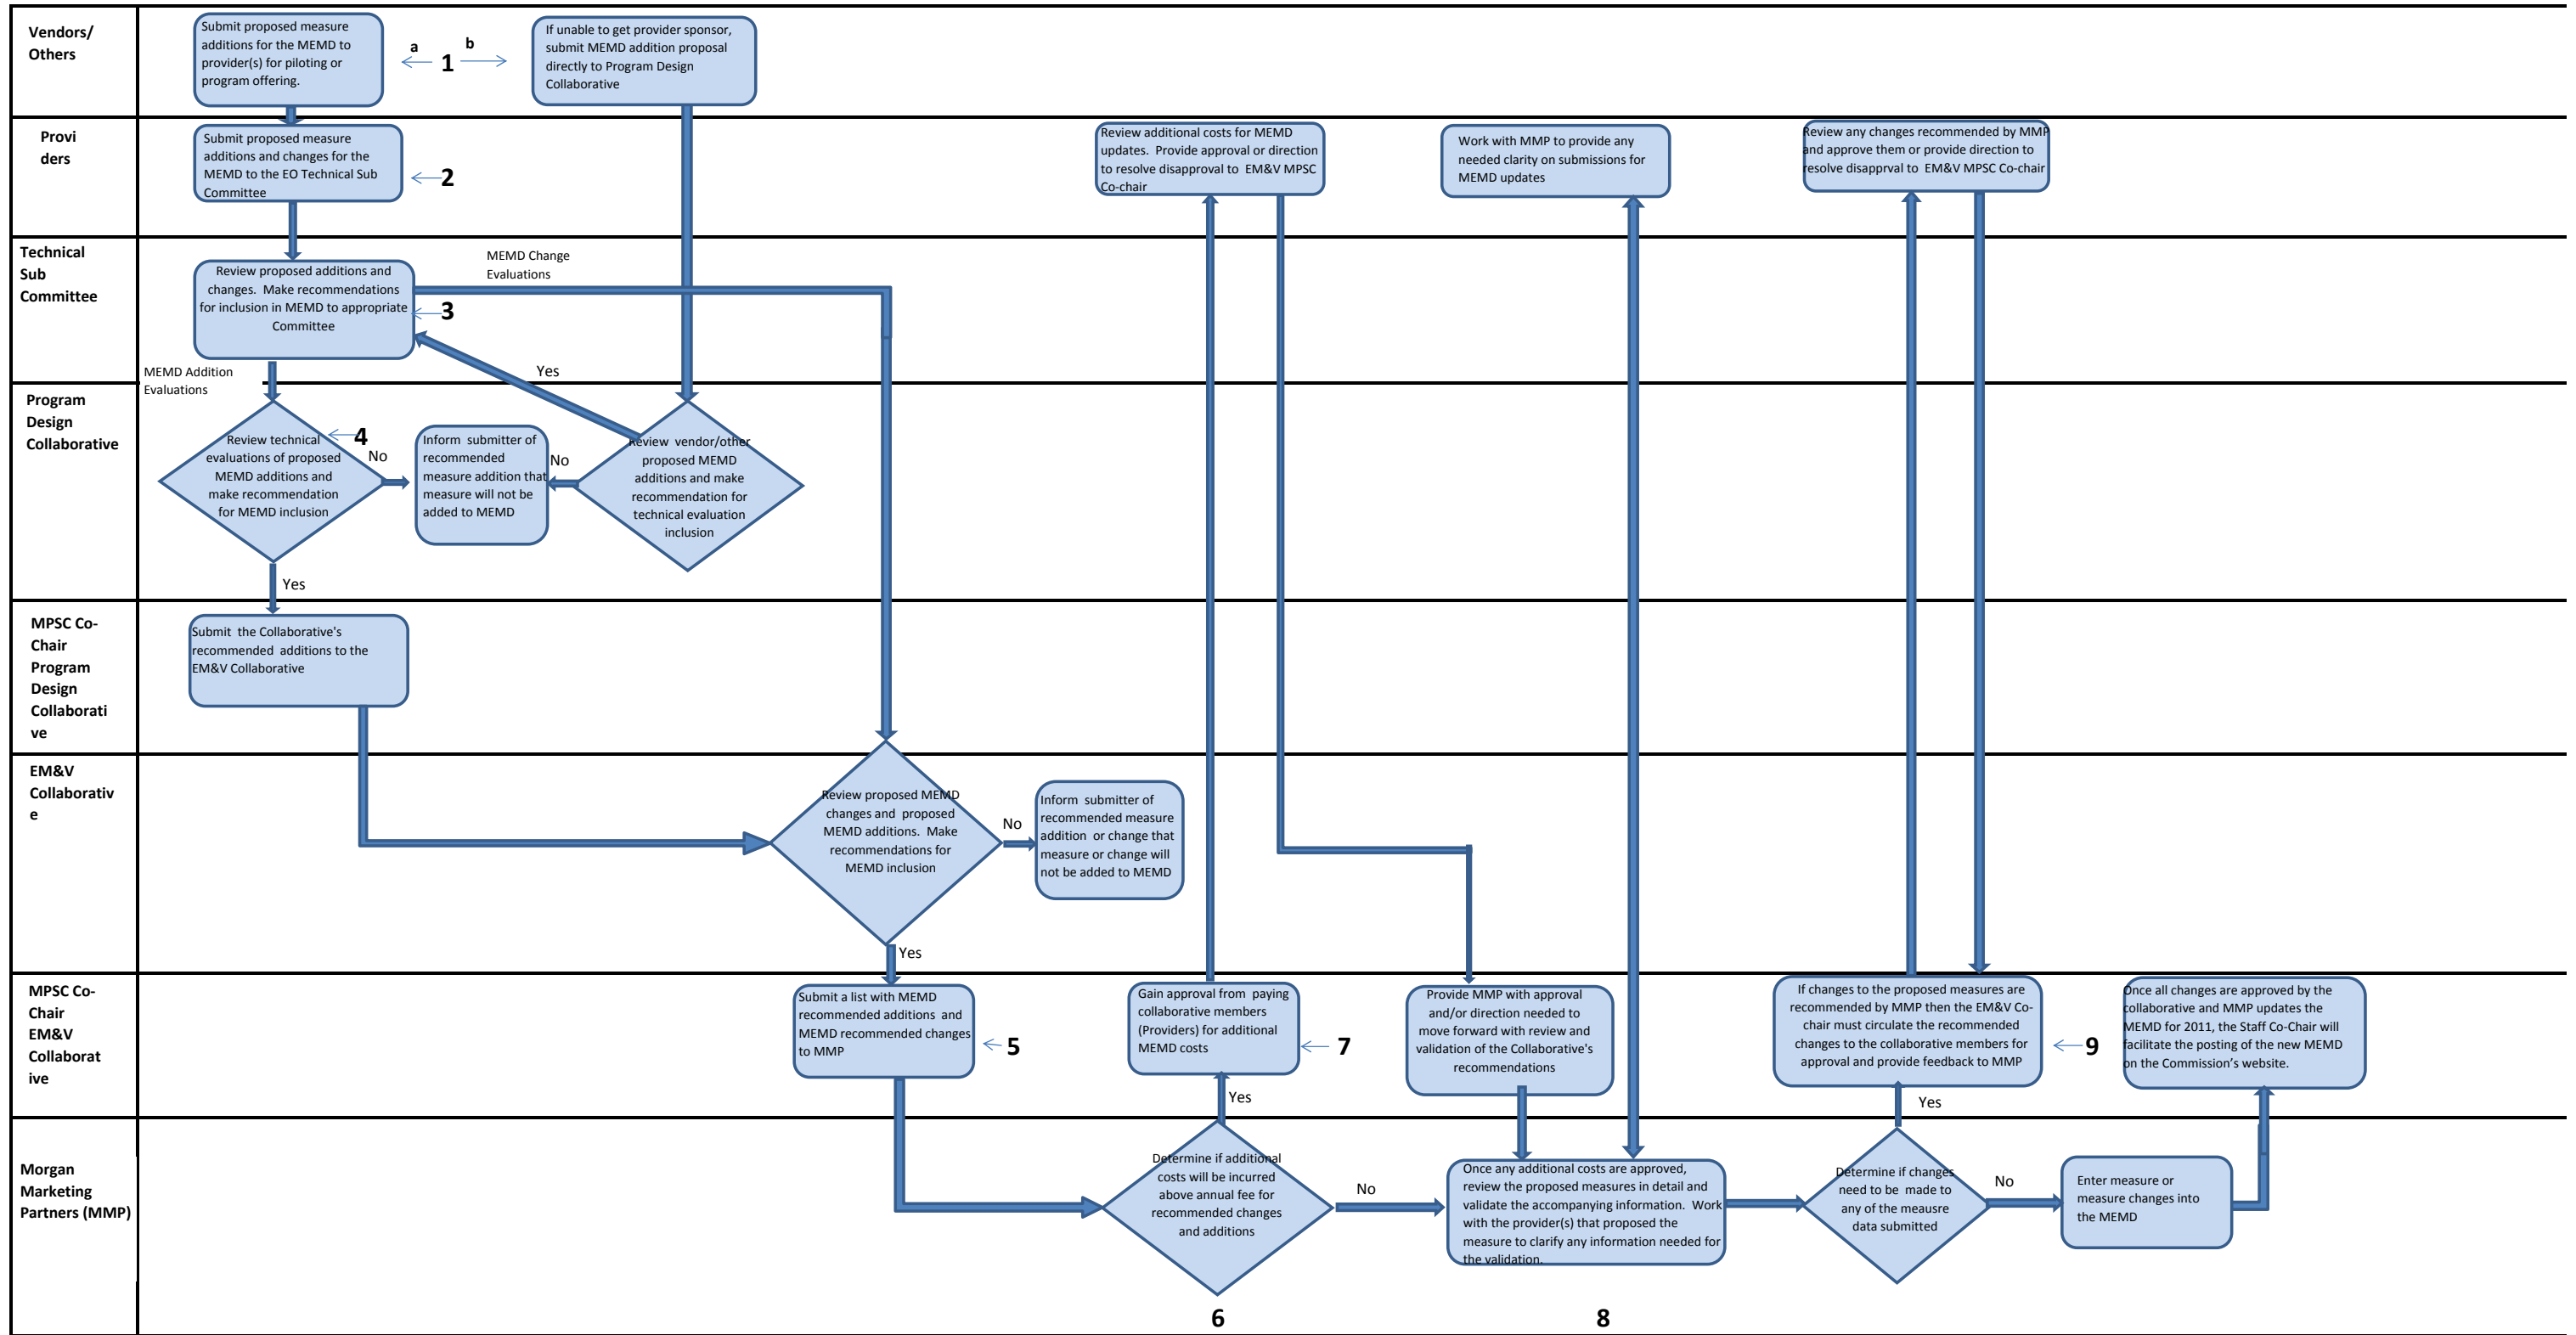 Vendors/
Others
Submit proposed measure
additions for the MEMD to
provider(s) for piloting or
program offering.
a
1
b
If unable to get provider sponsor,
submit MEMD addition proposal
directly to Program Design
Collaborative
Provi
ders
Submit proposed measure
additions and changes for the
MEMD to the EO Technical Sub
Committee
2
Review additional costs for MEMD
updates. Provide approval or direction
to resolve disapproval to EM&V MPSC
Co-chair
Work with MMP to provide any
needed clarity on submissions for
MEMD updates
Review any changes recommended by MMP
and approve them or provide direction to
resolve disapprval to EM&V MPSC Co-chair
Technical
Sub
Committee
Review proposed additions and
changes. Make recommendations
for inclusion in MEMD to appropriate
Committee
3
MEMD Change
Evaluations
MEMD Addition
Evaluations
Yes
Program
Design
Collaborative
Review technical
evaluations of proposed
MEMD additions and
make recommendation
for MEMD inclusion
4
No
Inform submitter of
recommended
measure addition that
measure will not be
added to MEMD
No
Review vendor/other
proposed MEMD
additions and make
recommendation for
technical evaluation
inclusion
Yes
MPSC Co-
Chair
Program
Design
Collaborati
ve
Submit the Collaborative's
recommended additions to the
EM&V Collaborative
EM&V
Collaborativ
e
Review proposed MEMD
changes and proposed
MEMD additions. Make
recommendations for
MEMD inclusion
No
Inform submitter of
recommended measure
addition or change that
measure or change will
not be added to MEMD
Yes
MPSC Co-
Chair
EM&V
Collaborat
ive
Submit a list with MEMD
recommended additions and
MEMD recommended changes
to MMP
5
Gain approval from paying
collaborative members
(Providers) for additional
MEMD costs
7
Provide MMP with approval
and/or direction needed to
move forward with review and
validation of the Collaborative's
recommendations
If changes to the proposed measures are
recommended by MMP then the EM&V Co-
chair must circulate the recommended
changes to the collaborative members for
approval and provide feedback to MMP
9
Once all changes are approved by the
collaborative and MMP updates the
MEMD for 2011, the Staff Co-Chair will
facilitate the posting of the new MEMD
on the Commission’s website.
Yes
Yes
Morgan
Marketing
Partners (MMP)
Determine if additional
costs will be incurred
above annual fee for
recommended changes
and additions
No
Once any additional costs are approved,
review the proposed measures in detail and
validate the accompanying information. Work
with the provider(s) that proposed the
measure to clarify any information needed for
the validation.
Determine if changes
need to be made to
any of the meausre
data submitted
No
Enter measure or
measure changes into
the MEMD
6
8